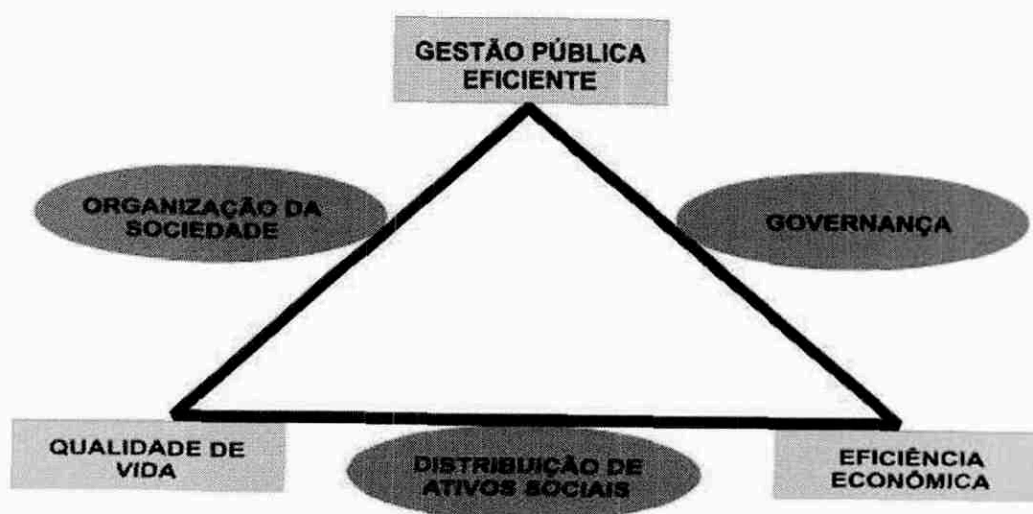 GESTÃO PÚBLICA
EFICIENTE
ORGANIZAÇÃO DA
SOCIEDADE
GOVERNANÇA
QUALIDADE DE
VIDA
DISTRIBUIÇÃO DE
ATIVOS SOCIAIS
EFICIÊNCIA
ECONÔMICA